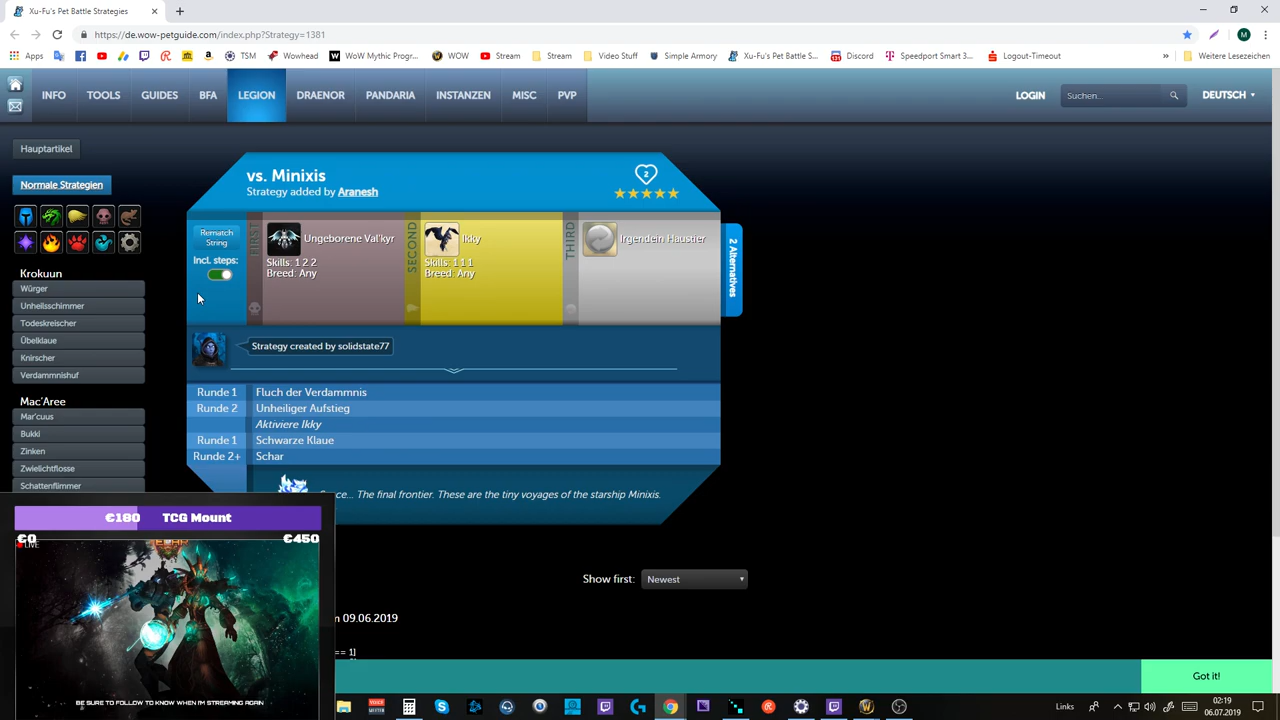 Xu-Fu's Pet Battle Strategies
https://de.wow-petguide.com/index.php?Strategy=1381
M
Apps
TSM
Wowhead
WoW Mythic Progr...
WOW
Stream
Stream
Video Stuff
Simple Armory
Xu-Fu's Pet Battle S...
Discord
Speedport Smart 3...
Logout-Timeout
Weitere Lesezeichen
INFO
TOOLS
GUIDES
BFA
LEGION
DRAENOR
PANDARIA
INSTANZEN
MISC
PVP
LOGIN
Suchen...
DEUTSCH
Hauptartikel
Normale Strategien
Krokuun
Würger
Unheilsschimmer
Todeskreischer
Übelklaue
Knirscher
Verdammnishuf
Mac'Aree
Mar'cuus
Bukki
Zinken
Zwielichtflosse
Schattenflimmer
vs. Minixis
Strategy added by Aranesh
2
Rematch
String
Incl. steps:
FIRST
Ungeborene Val'kyr
Skills: 1 2 2
Breed: Any
SECOND
Ikky
Skills: 1 1 1
Breed: Any
THIRD
Irgendein Haustier
2 Alternatives
Strategy created by solidstate77
Runde 1 Fluch der Verdammnis
Runde 2 Unheiliger Aufstieg
Aktiviere Ikky
Runde 1 Schwarze Klaue
Runde 2+ Schar
The final frontier. These are the tiny voyages of the starship Minixis.
Show first: Newest
09.06.2019
== 1]
Got it!
€180 TCG Mount
€0 €450
LIVE
BE SURE TO FOLLOW TO KNOW WHEN I'M STREAMING AGAIN
Links
02:19
06.07.2019